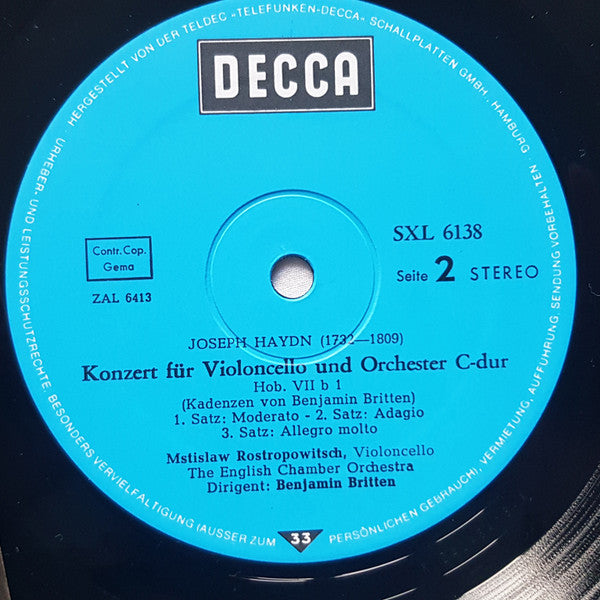 HERGESTELLT VON DER TELDEC »TELEFUNKEN-DECCA« SCHALLPLATTEN GMBH., HAMBURG ·
URHEBER- UND LEISTUNGSSCHUTZRECHTE BESONDERS VERVIELFALTIGUNG (AUSSER ZUM PERSÖNLICHEN GEBRAUCH), VERMIETUNG, AUFFÜHRUNG, SENDUNG VORBEHALTEN.
DECCA
Contr. Cop.
Gema
ZAL 6413
SXL 6138
Seite 2 STEREO
JOSEPH HAYDN (1732—1809)
Konzert für Violoncello und Orchester C-dur
Hob. VII b 1
(Kadenzen von Benjamin Britten)
1. Satz: Moderato - 2. Satz: Adagio
3. Satz: Allegro molto
Mstislaw Rostropowitsch, Violoncello
The English Chamber Orchestra
Dirigent: Benjamin Britten
33